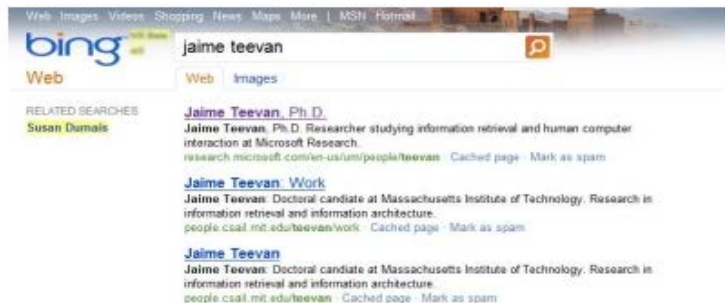 Web Images Videos Shopping News Maps More | MSN Hotmail
bing
jaime teevan
Web
Web Images
RELATED SEARCHES
Susan Dumais
Jaime Teevan, Ph.D.
Jaime Teevan, Ph.D. Researcher studying information retrieval and human computer
interaction at Microsoft Research.
research.microsoft.com/en-us/um/people/teevan · Cached page · Mark as spam
Jaime Teevan: Work
Jaime Teevan: Doctoral candiate at Massachusetts Institute of Technology. Research in
information retrieval and information architecture.
people.csail.mit.edu/teevan/work · Cached page · Mark as spam
Jaime Teevan
Jaime Teevan: Doctoral candiate at Massachusetts Institute of Technology. Research in
information retrieval and information architecture.
people.csail.mit.edu/teevan · Cached page · Mark as spam